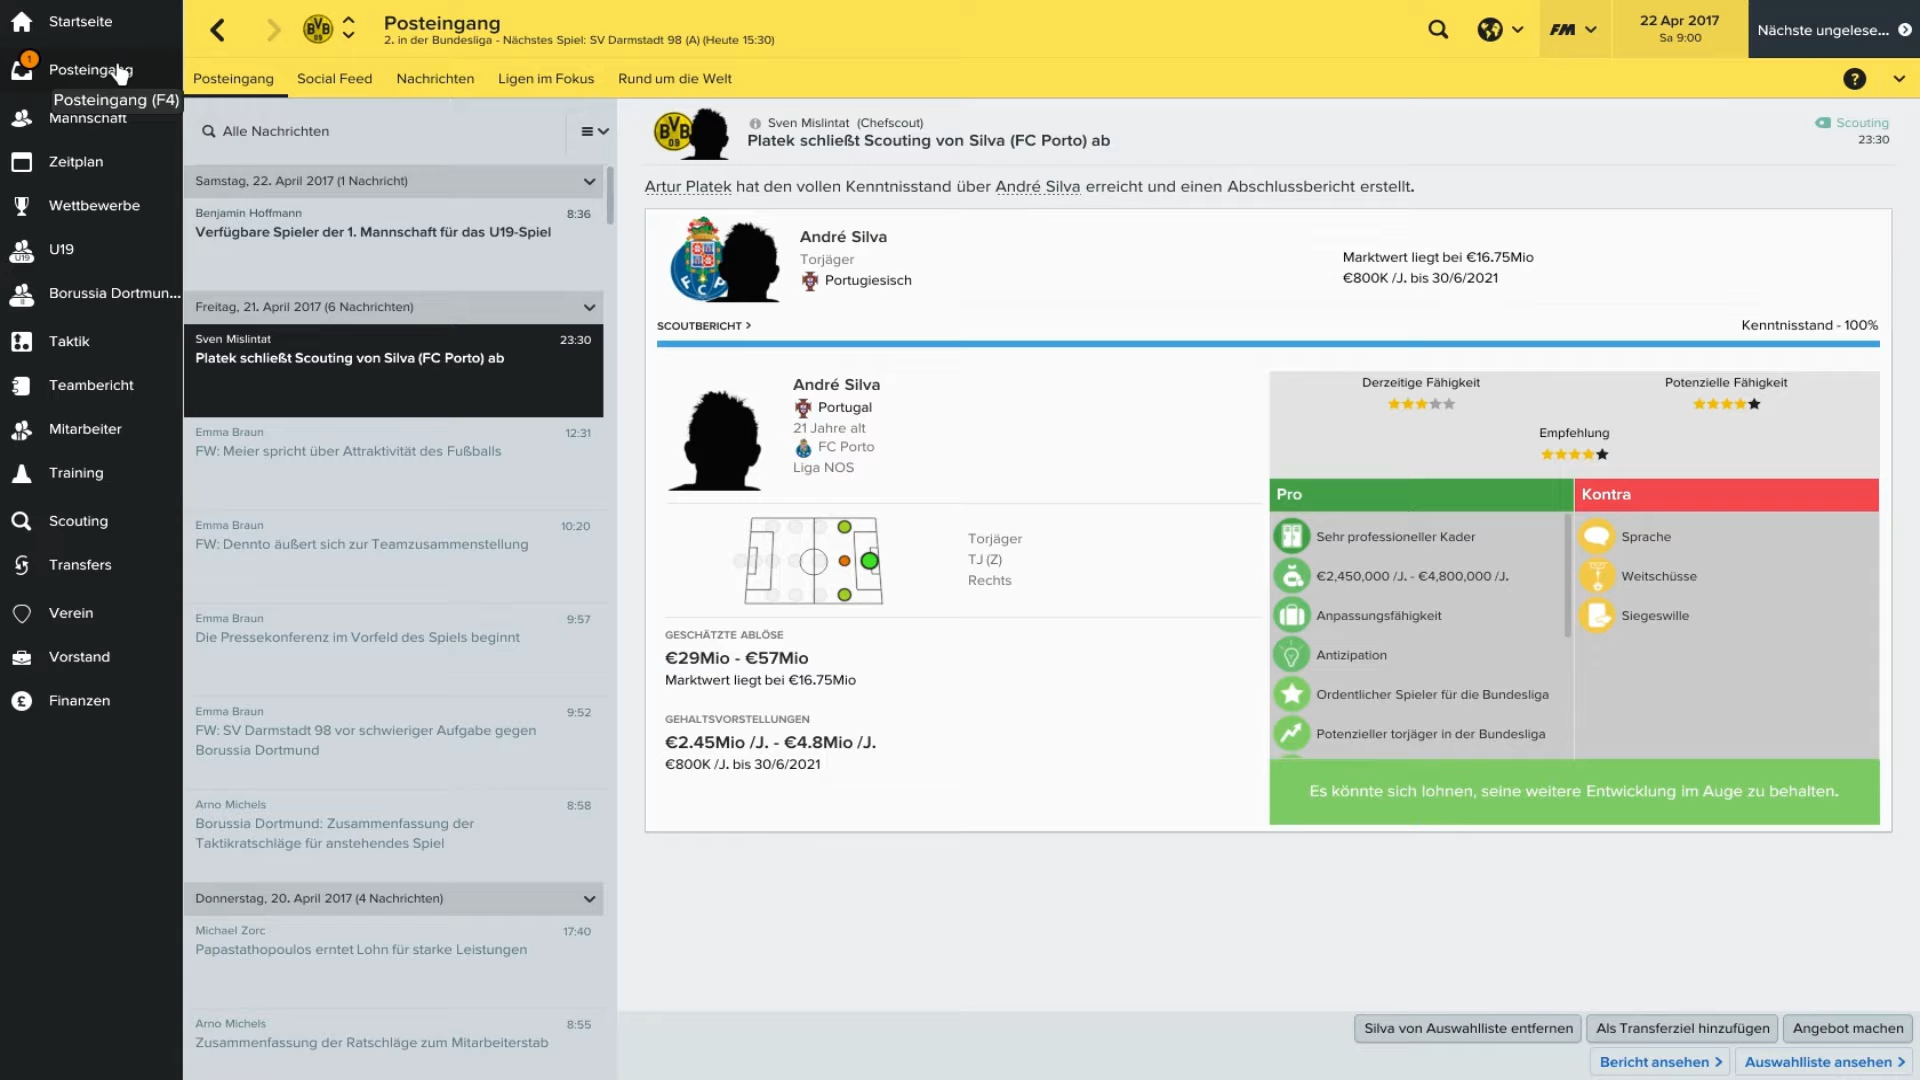 Startseite
1
Posteingang
Posteingang (F4)
Mannschaft
Zeitplan
Wettbewerbe
U19
U19
Borussia Dortmun...
II
Taktik
Teambericht
Mitarbeiter
Training
Scouting
Transfers
Verein
Vorstand
Finanzen
BVB
09
Posteingang
2. in der Bundesliga - Nächstes Spiel: SV Darmstadt 98 (A) (Heute 15:30)
FM
22 Apr 2017
Sa 9:00
Nächste ungelese...
Posteingang
Social Feed
Nachrichten
Ligen im Fokus
Rund um die Welt
?
Alle Nachrichten
Samstag, 22. April 2017 (1 Nachricht)
Benjamin Hoffmann
8:36
Verfügbare Spieler der 1. Mannschaft für das U19-Spiel
Freitag, 21. April 2017 (6 Nachrichten)
Sven Mislintat
23:30
Platek schließt Scouting von Silva (FC Porto) ab
Emma Braun
12:31
FW: Meier spricht über Attraktivität des Fußballs
Emma Braun
10:20
FW: Dennto äußert sich zur Teamzusammenstellung
Emma Braun
9:57
Die Pressekonferenz im Vorfeld des Spiels beginnt
Emma Braun
9:52
FW: SV Darmstadt 98 vor schwieriger Aufgabe gegen
Borussia Dortmund
Arno Michels
8:58
Borussia Dortmund: Zusammenfassung der
Taktikratschläge für anstehendes Spiel
Donnerstag, 20. April 2017 (4 Nachrichten)
Michael Zorc
17:40
Papastathopoulos erntet Lohn für starke Leistungen
Arno Michels
8:55
Zusammenfassung der Ratschläge zum Mitarbeiterstab
BVB
09
Sven Mislintat (Chefscout)
Platek schließt Scouting von Silva (FC Porto) ab
Scouting
23:30
Artur Platek hat den vollen Kenntnisstand über André Silva erreicht und einen Abschlussbericht erstellt.
FCP
André Silva
Torjäger
Portugiesisch
Marktwert liegt bei €16.75Mio
€800K /J. bis 30/6/2021
SCOUTBERICHT >
Kenntnisstand - 100%
André Silva
Portugal
21 Jahre alt
FC Porto
Liga NOS
Torjäger
TJ (Z)
Rechts
GESCHÄTZTE ABLÖSE
€29Mio - €57Mio
Marktwert liegt bei €16.75Mio
GEHALTSVORSTELLUNGEN
€2.45Mio /J. - €4.8Mio /J.
€800K /J. bis 30/6/2021
Derzeitige Fähigkeit
Potenzielle Fähigkeit
Empfehlung
Pro
Kontra
Sehr professioneller Kader
€2,450,000 /J. - €4,800,000 /J.
Anpassungsfähigkeit
Antizipation
Ordentlicher Spieler für die Bundesliga
Potenzieller torjäger in der Bundesliga
Sprache
Weitschüsse
Siegeswille
Es könnte sich lohnen, seine weitere Entwicklung im Auge zu behalten.
Silva von Auswahlliste entfernen
Als Transferziel hinzufügen
Angebot machen
Bericht ansehen >
Auswahlliste ansehen >